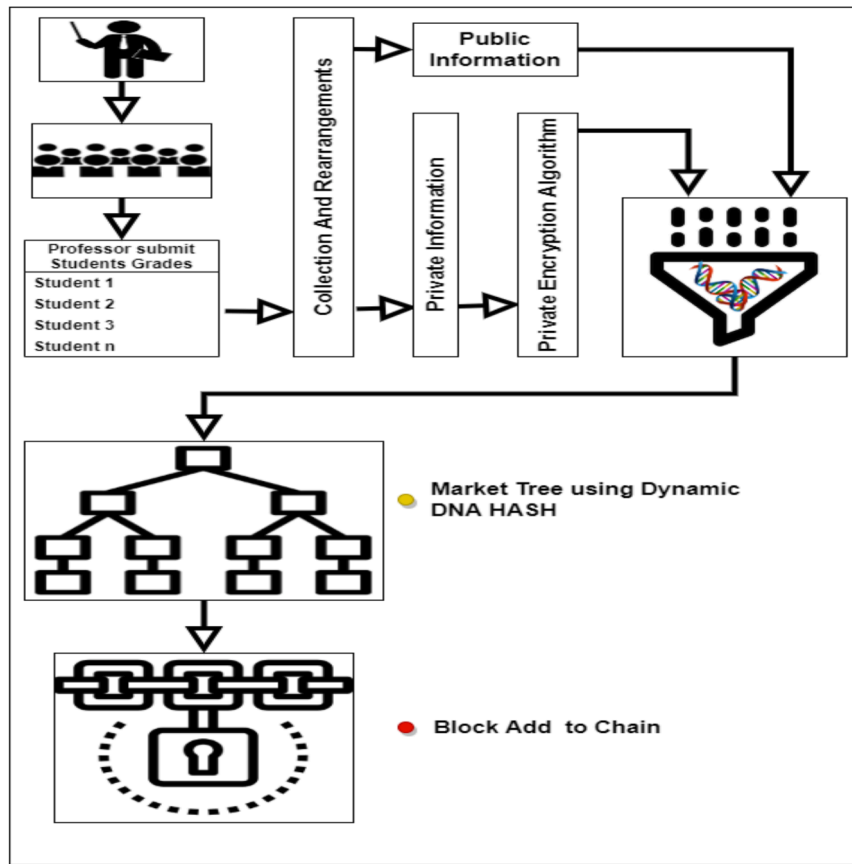 Professor submit
Students Grades
Student 1
Student 2
Student 3
Student n
Collection And Rearrangements
Public
Information
Private Information
Private Encryption Algorithm
Market Tree using Dynamic
DNA HASH
Block Add to Chain